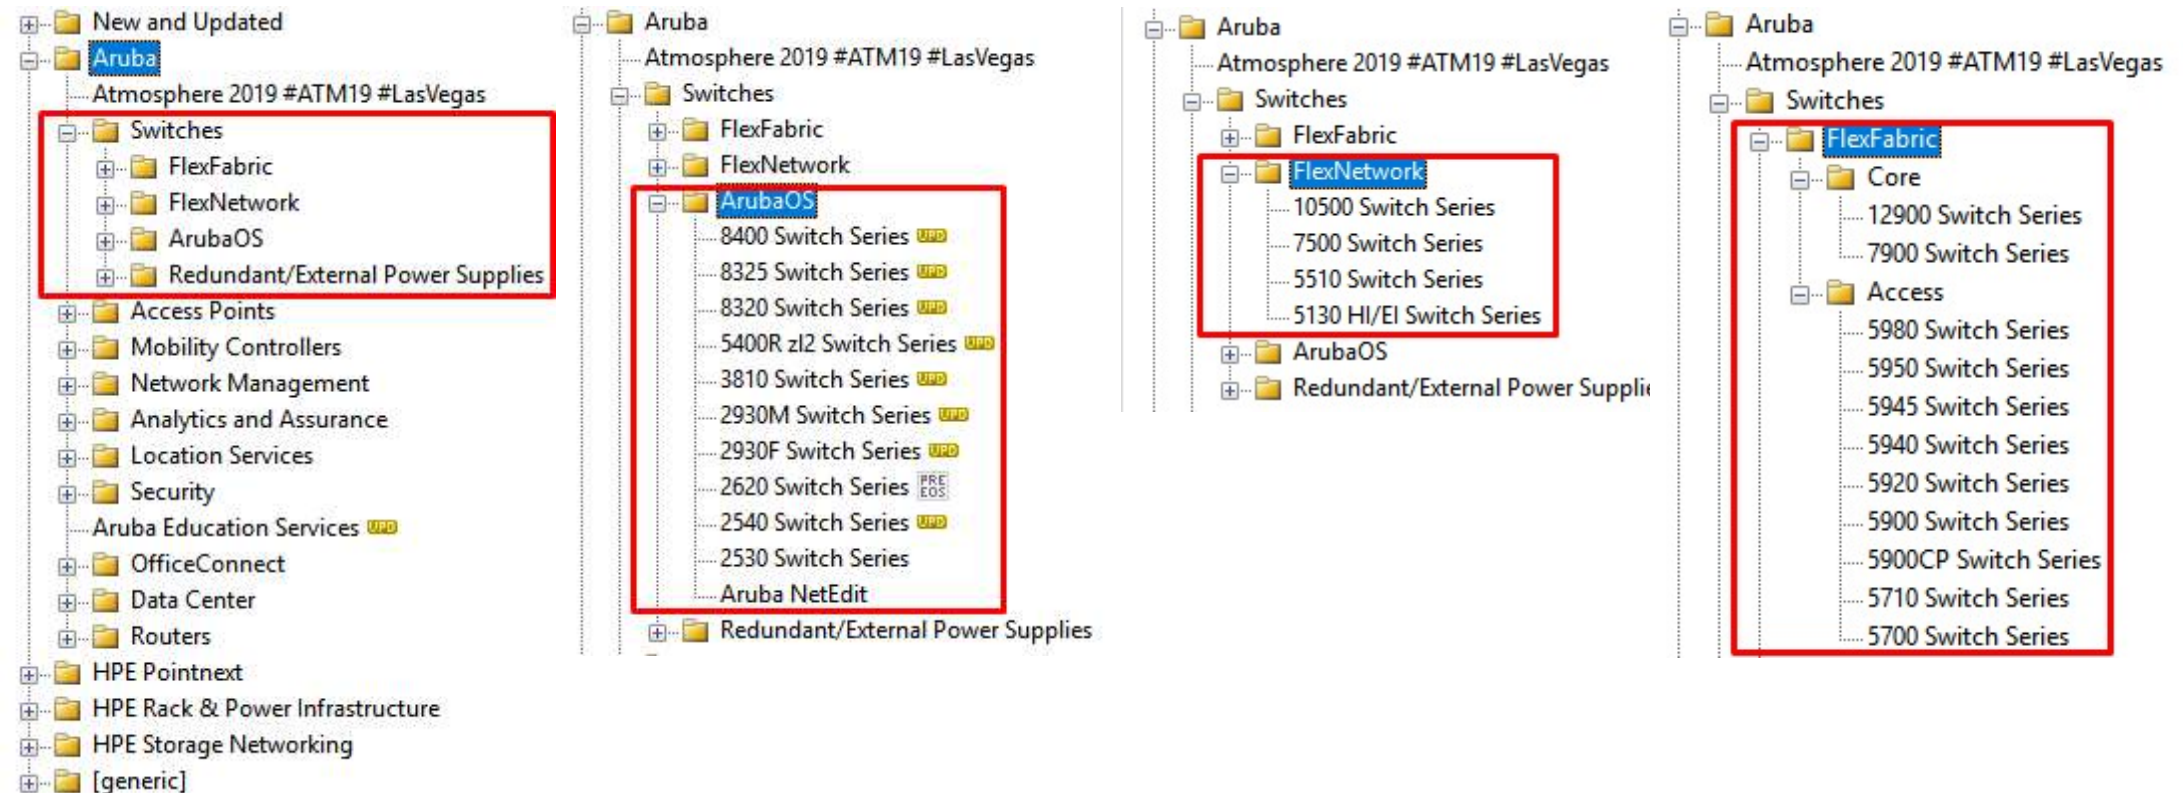 New and Updated
Aruba
Atmosphere 2019 #ATM19 #LasVegas
Switches
FlexFabric
FlexNetwork
ArubaOS
Redundant/External Power Supplies
Access Points
Mobility Controllers
Network Management
Analytics and Assurance
Location Services
Security
Aruba Education Services UPD
OfficeConnect
Data Center
Routers
HPE Pointnext
HPE Rack & Power Infrastructure
HPE Storage Networking
[generic]
Aruba
Atmosphere 2019 #ATM19 #LasVegas
Switches
FlexFabric
FlexNetwork
ArubaOS
8400 Switch Series UPD
8325 Switch Series UPD
8320 Switch Series UPD
5400R zl2 Switch Series UPD
3810 Switch Series UPD
2930M Switch Series UPD
2930F Switch Series UPD
2620 Switch Series PRE EOS
2540 Switch Series UPD
2530 Switch Series
Aruba NetEdit
Redundant/External Power Supplies
Aruba
Atmosphere 2019 #ATM19 #LasVegas
Switches
FlexFabric
FlexNetwork
10500 Switch Series
7500 Switch Series
5510 Switch Series
5130 HI/EI Switch Series
ArubaOS
Redundant/External Power Supplie
Aruba
Atmosphere 2019 #ATM19 #LasVegas
Switches
FlexFabric
Core
12900 Switch Series
7900 Switch Series
Access
5980 Switch Series
5950 Switch Series
5945 Switch Series
5940 Switch Series
5920 Switch Series
5900 Switch Series
5900CP Switch Series
5710 Switch Series
5700 Switch Series